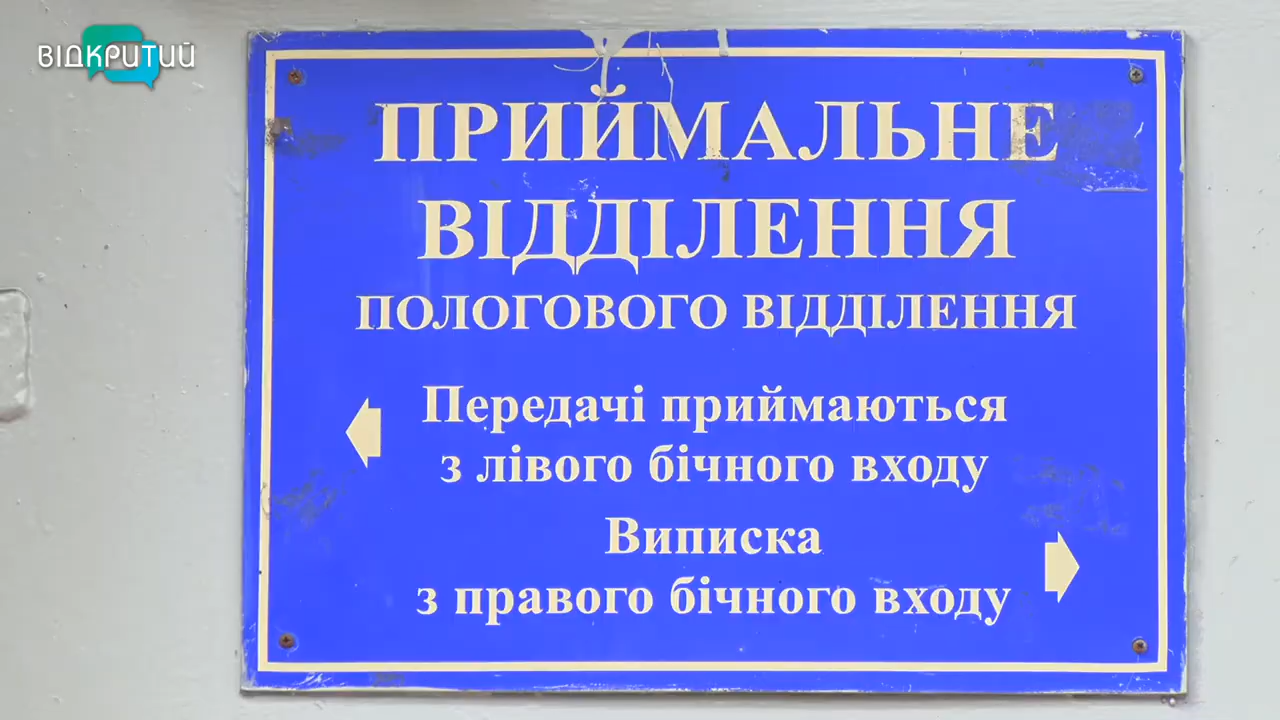 ВІДКРИТИЙ
ПРИЙМАЛЬНЕ
ВІДДІЛЕННЯ
ПОЛОГОВОГО ВІДДІЛЕННЯ
Передачі приймаються
з лівого бічного входу
Виписка
з правого бічного входу